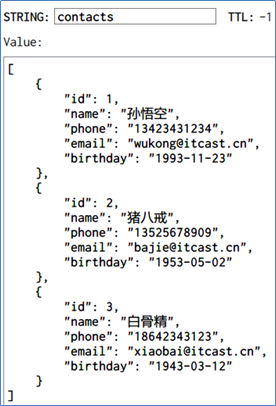 STRING: contacts TTL: -1
Value:
[
    {
        "id": 1,
        "name": "孙悟空",
        "phone": "13423431234",
        "email": "wukong@itcast.cn",
        "birthday": "1993-11-23"
    },
    {
        "id": 2,
        "name": "猪八戒",
        "phone": "13525678909",
        "email": "bajie@itcast.cn",
        "birthday": "1953-05-02"
    },
    {
        "id": 3,
        "name": "白骨精",
        "phone": "18642343123",
        "email": "xiaobai@itcast.cn",
        "birthday": "1943-03-12"
    }
]